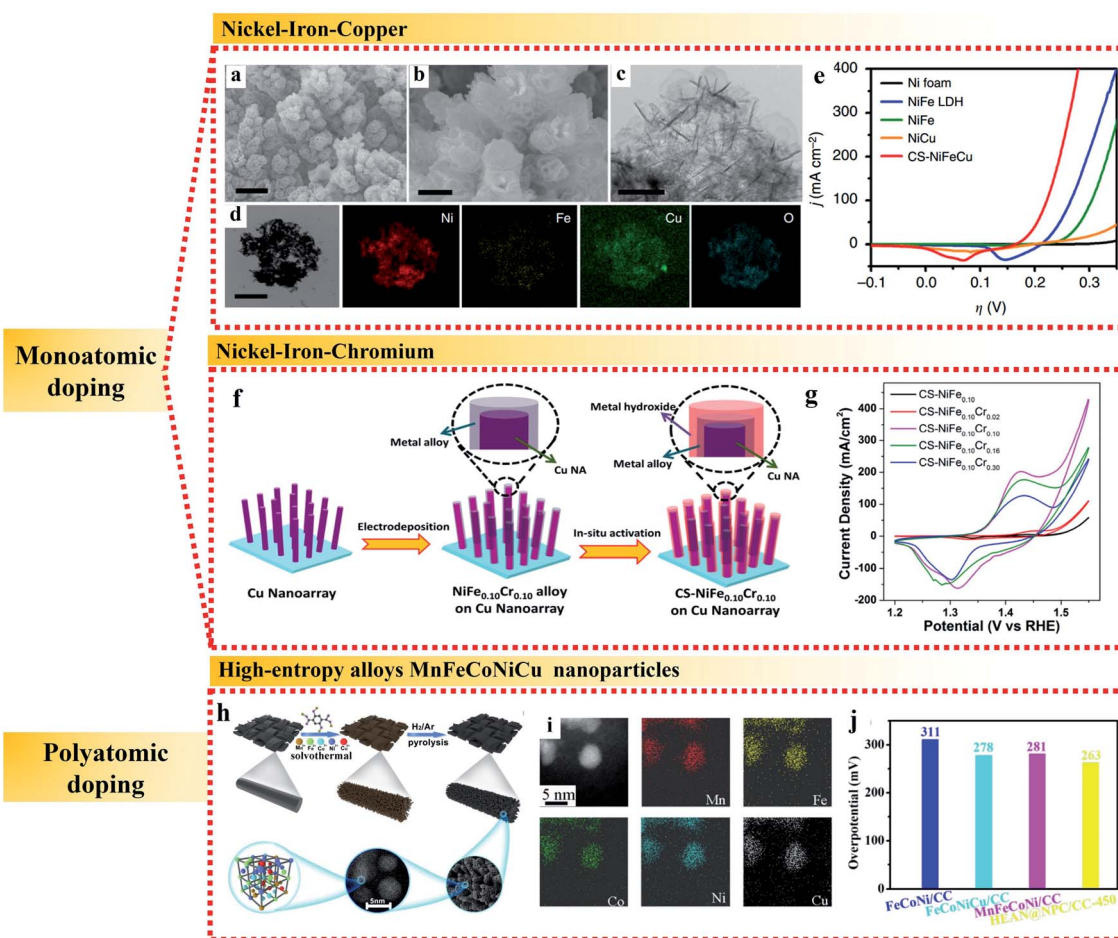 Nickel-Iron-Copper
a
b
c
d
Ni
Fe
Cu
O
e
400
300
200
100
0
j (mA cm⁻²)
Ni foam
NiFe LDH
NiFe
NiCu
CS-NiFeCu
–0.1
0.0
0.1
0.2
0.3
η (V)
Monoatomic
doping
Nickel-Iron-Chromium
f
Metal alloy
Cu NA
Metal hydroxide
Metal alloy
Cu NA
Electrodeposition
In-situ activation
Cu Nanoarray
NiFe₀.₁₀Cr₀.₁₀ alloy
on Cu Nanoarray
CS-NiFe₀.₁₀Cr₀.₁₀
on Cu Nanoarray
g
Current Density (mA/cm²)
400
300
200
100
0
-100
-200
CS-NiFe₀.₁₀
CS-NiFe₀.₁₀Cr₀.₀₂
CS-NiFe₀.₁₀Cr₀.₁₀
CS-NiFe₀.₁₀Cr₀.₁₆
CS-NiFe₀.₁₀Cr₀.₃₀
1.2
1.3
1.4
1.5
Potential (V vs RHE)
Polyatomic
doping
High-entropy alloys MnFeCoNiCu nanoparticles
h
solvothermal
H₂/Ar
pyrolysis
5nm
i
5 nm
Mn
Fe
Co
Ni
Cu
j
Overpotential (mV)
300
200
100
0
311
278
281
263
FeCoNi/CC
FeCoNiCu/CC
MnFeCoNi/CC
HEAN@NPC/CC-450